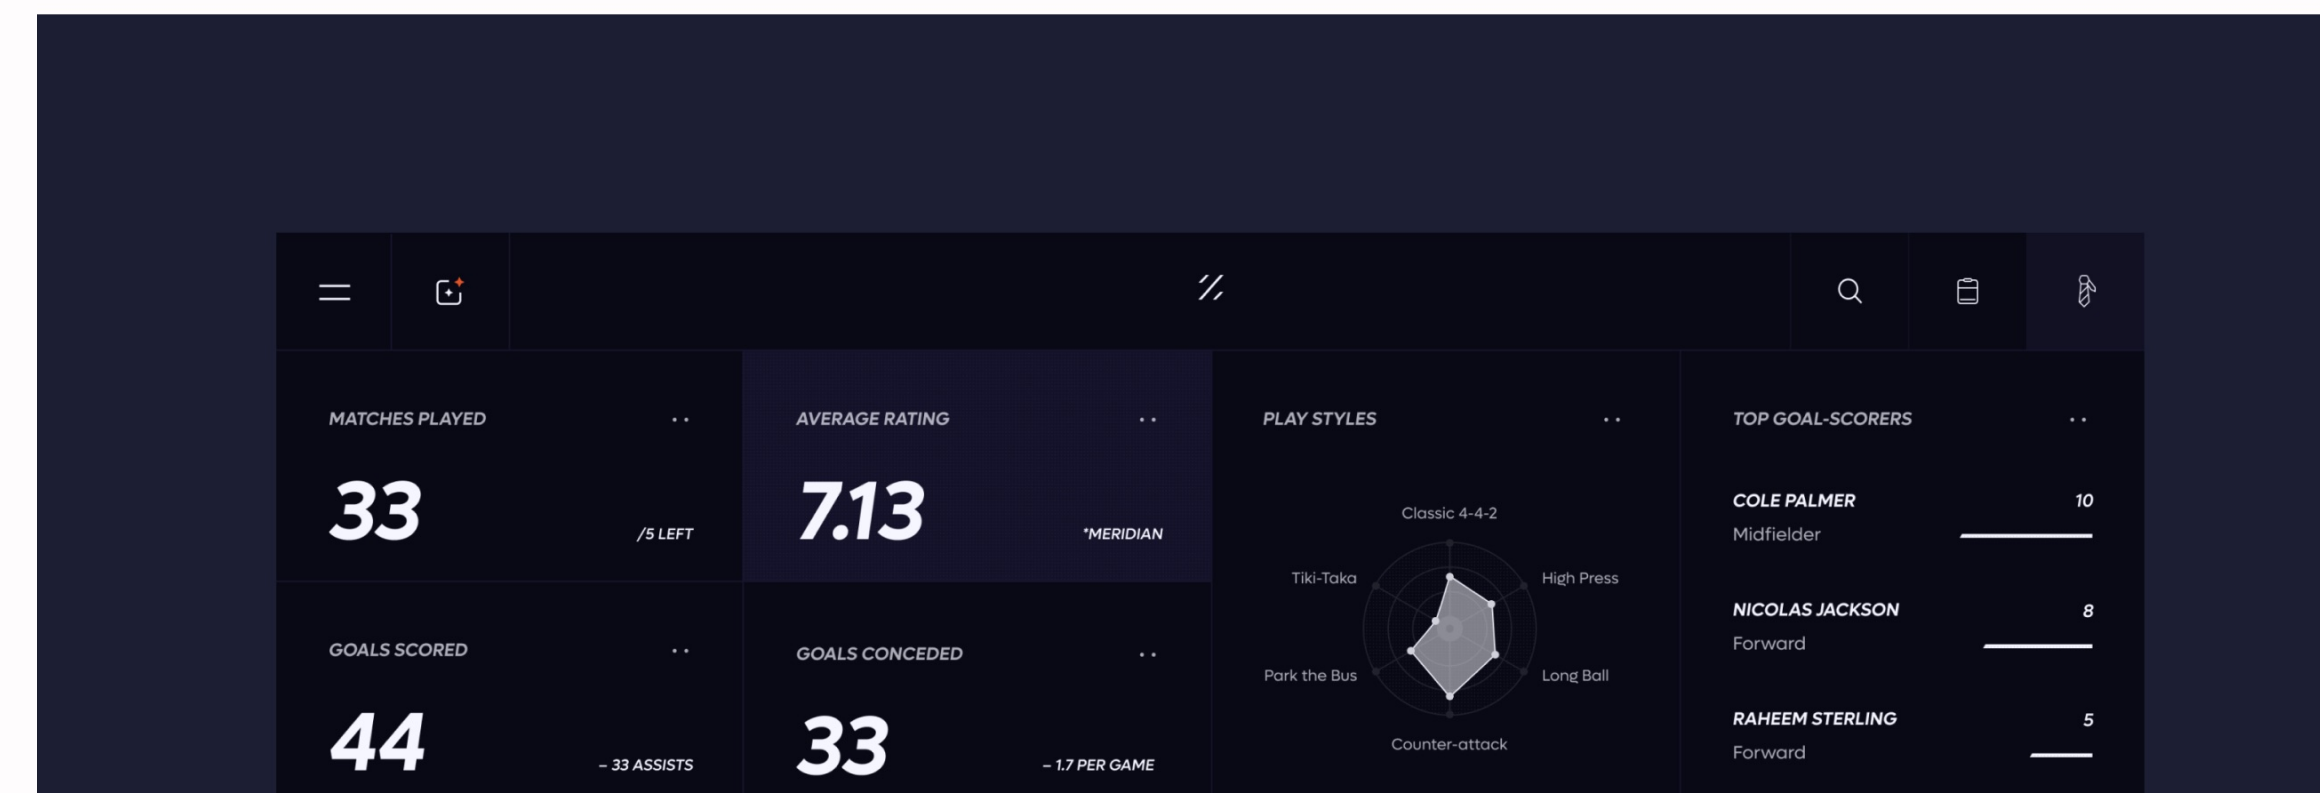 MATCHES PLAYED
33
/5 LEFT
AVERAGE RATING
7.13
*MERIDIAN
GOALS SCORED
44
– 33 ASSISTS
GOALS CONCEDED
33
– 1.7 PER GAME
PLAY STYLES
Classic 4-4-2
Tiki-Taka
High Press
Park the Bus
Long Ball
Counter-attack
TOP GOAL-SCORERS
COLE PALMER 10
Midfielder
NICOLAS JACKSON 8
Forward
RAHEEM STERLING 5
Forward